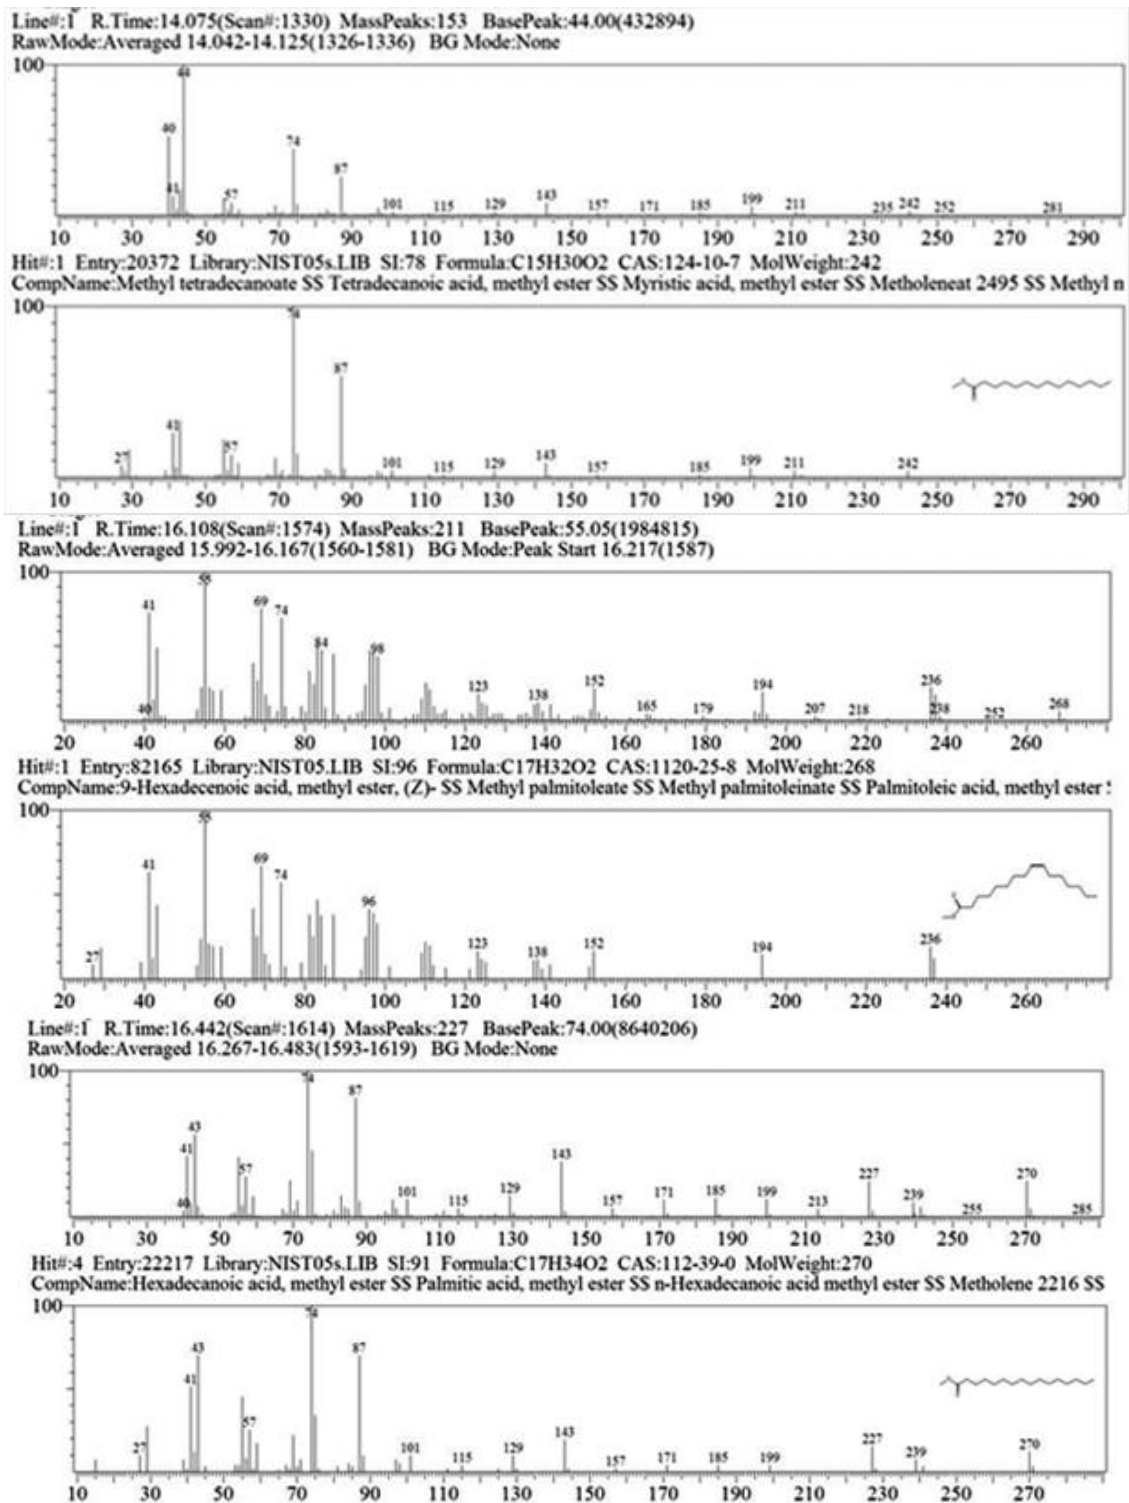 Line#:1 R.Time:14.075(Scan#:1330) MassPeaks:153 BasePeak:44.00(432894)
RawMode:Averaged 14.042-14.125(1326-1336) BG Mode:None
100
44
40
74
87
41 57 101 115 129 143 157 171 185 199 211 235 242 252 281
10 30 50 70 90 110 130 150 170 190 210 230 250 270 290
Hit#:1 Entry:20372 Library:NIST05s.LIB SI:78 Formula:C15H30O2 CAS:124-10-7 MolWeight:242
CompName:Methyl tetradecanoate SS Tetradecanoic acid, methyl ester SS Myristic acid, methyl ester SS Metholeneat 2495 SS Methyl n
100
74
87
41
27 57 101 115 129 143 157 185 199 211 242
10 30 50 70 90 110 130 150 170 190 210 230 250 270 290
Line#:1 R.Time:16.108(Scan#:1574) MassPeaks:211 BasePeak:55.05(1984815)
RawMode:Averaged 15.992-16.167(1560-1581) BG Mode:Peak Start 16.217(1587)
100
55
41 69 74
84 98
40 123 138 152 165 179 194 207 218 236 238 252 268
20 40 60 80 100 120 140 160 180 200 220 240 260
Hit#:1 Entry:82165 Library:NIST05.LIB SI:96 Formula:C17H32O2 CAS:1120-25-8 MolWeight:268
CompName:9-Hexadecenoic acid, methyl ester, (Z)- SS Methyl palmitoleate SS Methyl palmitoleinate SS Palmitoleic acid, methyl ester
100
55
41 69 74
96
27 123 138 152 194 236
20 40 60 80 100 120 140 160 180 200 220 240 260
Line#:1 R.Time:16.442(Scan#:1614) MassPeaks:227 BasePeak:74.00(8640206)
RawMode:Averaged 16.267-16.483(1593-1619) BG Mode:None
100
74
87
43
41 57 143
40 101 115 129 157 171 185 199 213 227 239 255 270 285
10 30 50 70 90 110 130 150 170 190 210 230 250 270
Hit#:4 Entry:22217 Library:NIST05s.LIB SI:91 Formula:C17H34O2 CAS:112-39-0 MolWeight:270
CompName:Hexadecanoic acid, methyl ester SS Palmitic acid, methyl ester SS n-Hexadecanoic acid methyl ester SS Metholene 2216 SS
100
74
43 87
41
27 57 101 115 129 143 157 171 185 199 227 239 270
10 30 50 70 90 110 130 150 170 190 210 230 250 270